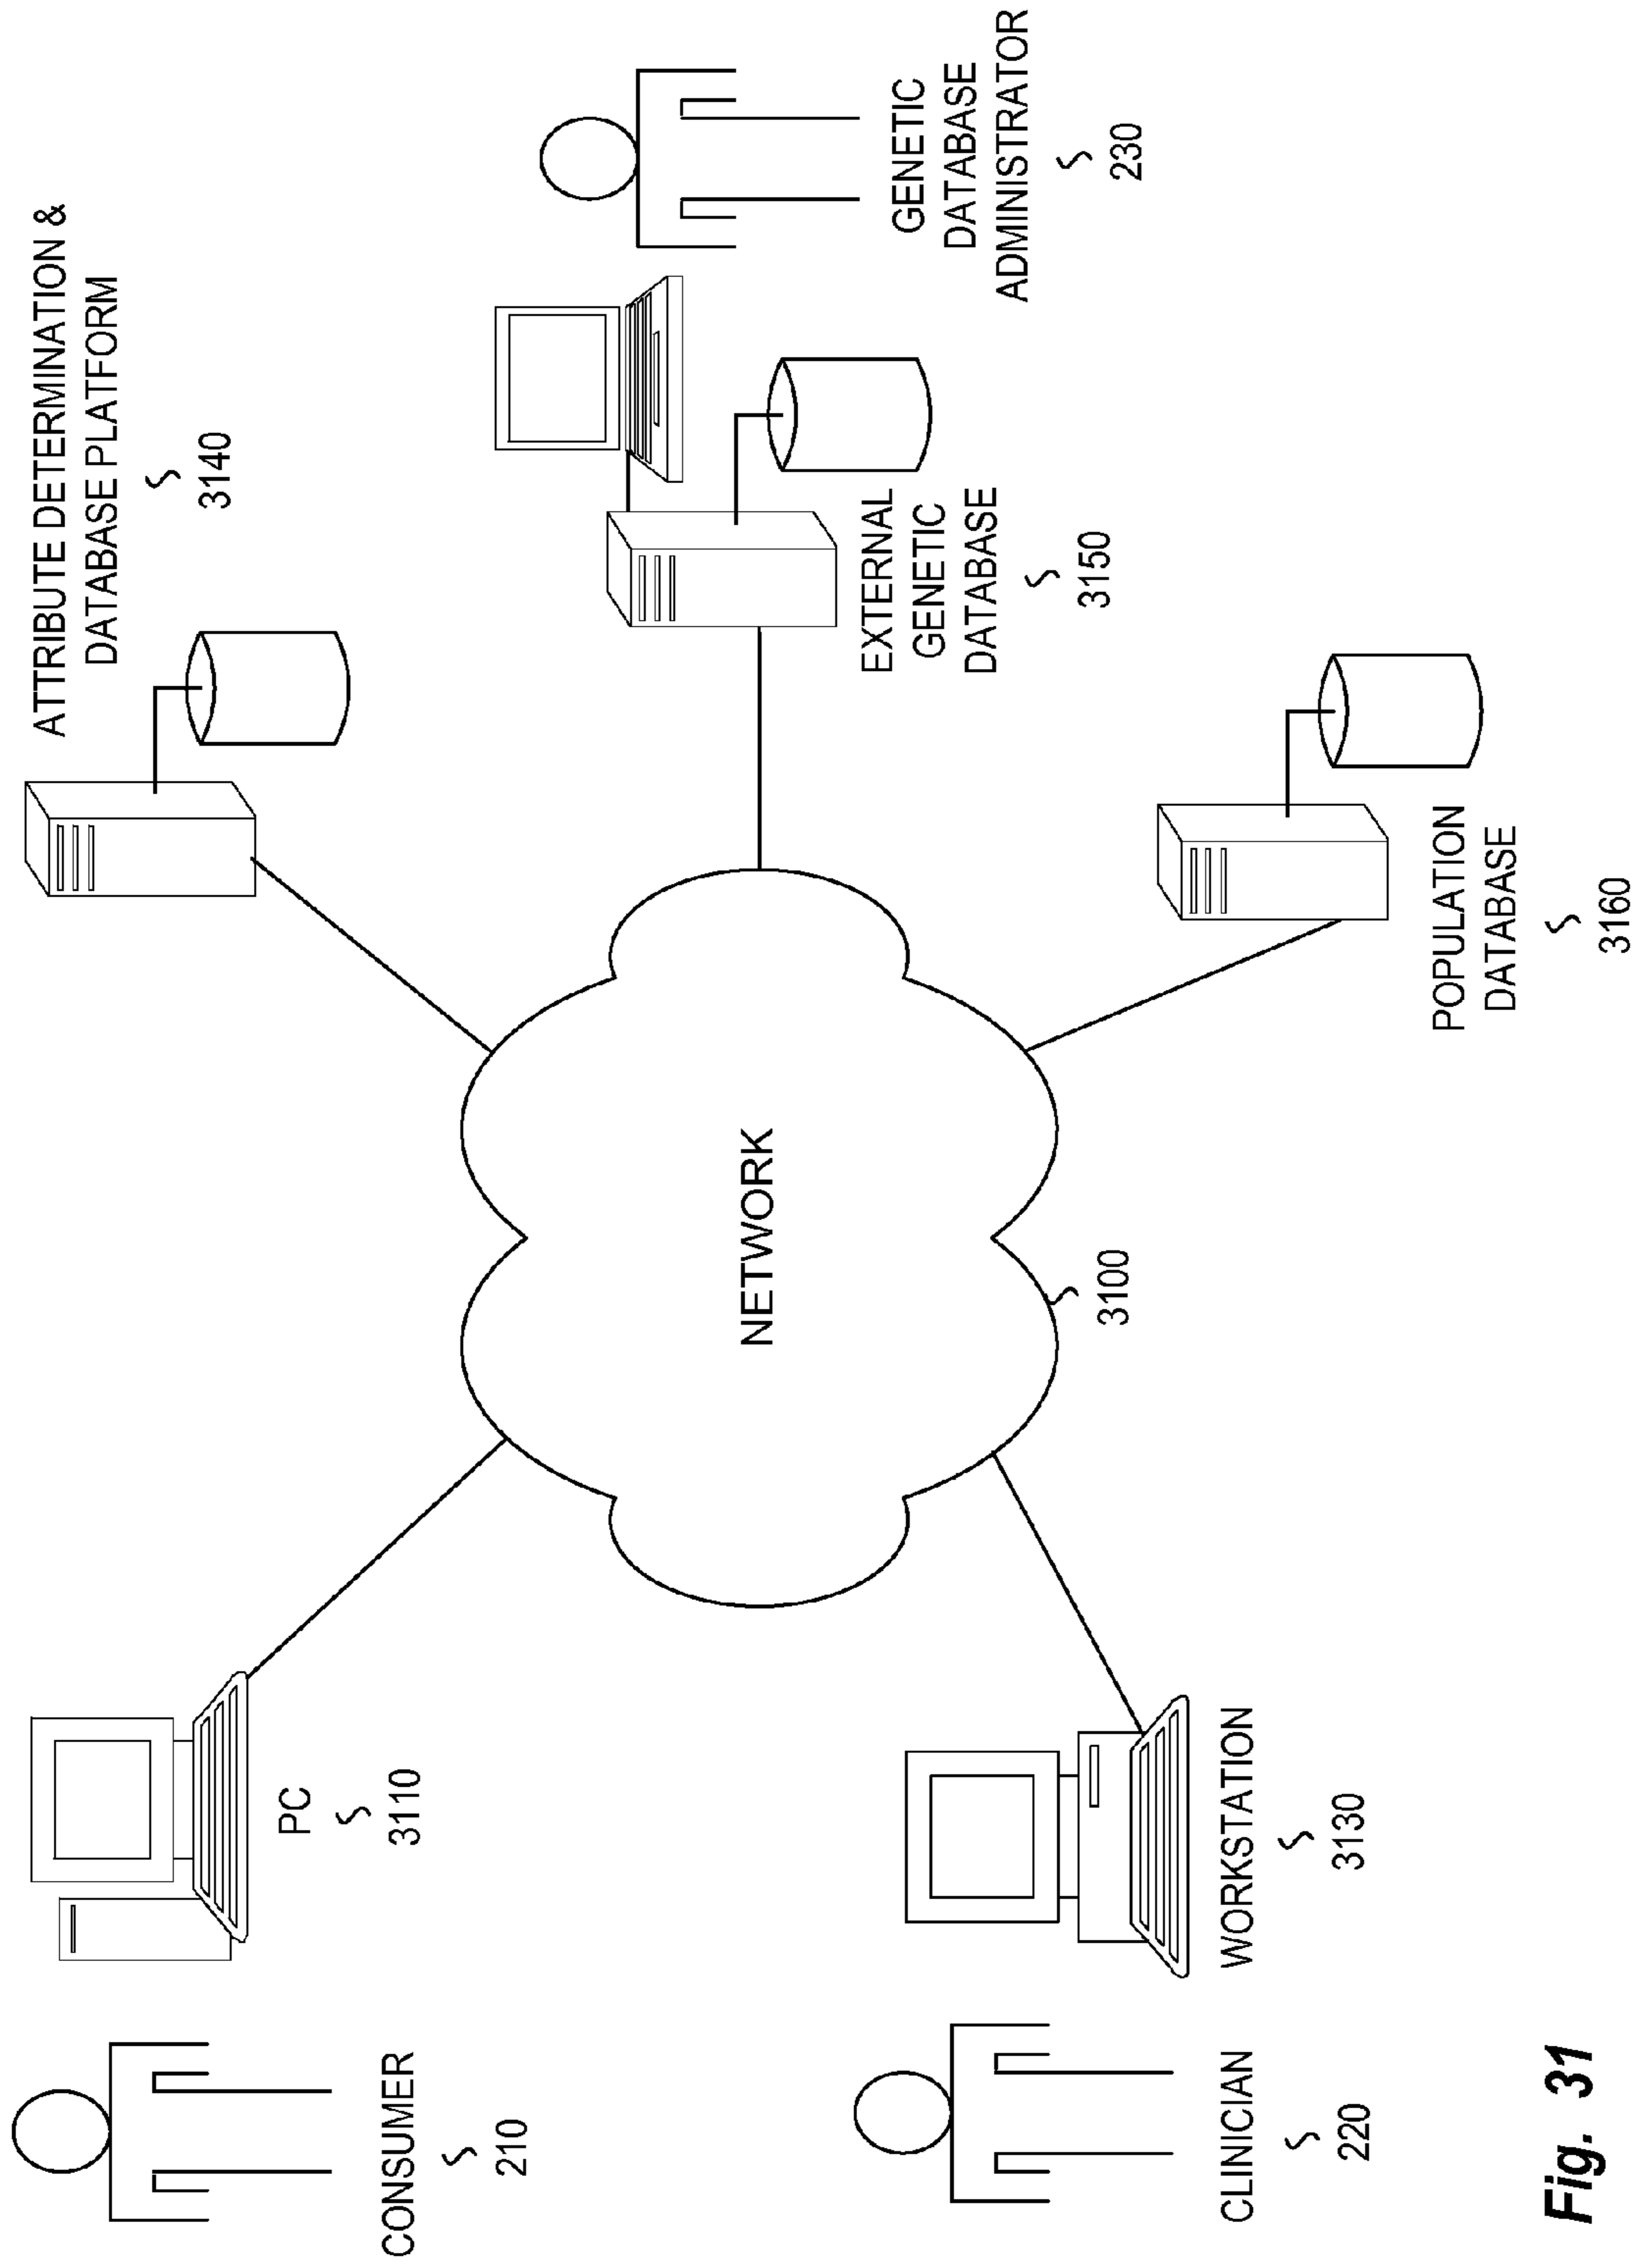 ATTRIBUTE DETERMINATION &
DATABASE PLATFORM
3140
CONSUMER
210
PC
3110
NETWORK
3100
EXTERNAL
GENETIC
DATABASE
3150
GENETIC
DATABASE
ADMINISTRATOR
230
CLINICIAN
220
WORKSTATION
3130
POPULATION
DATABASE
3160
Fig. 31